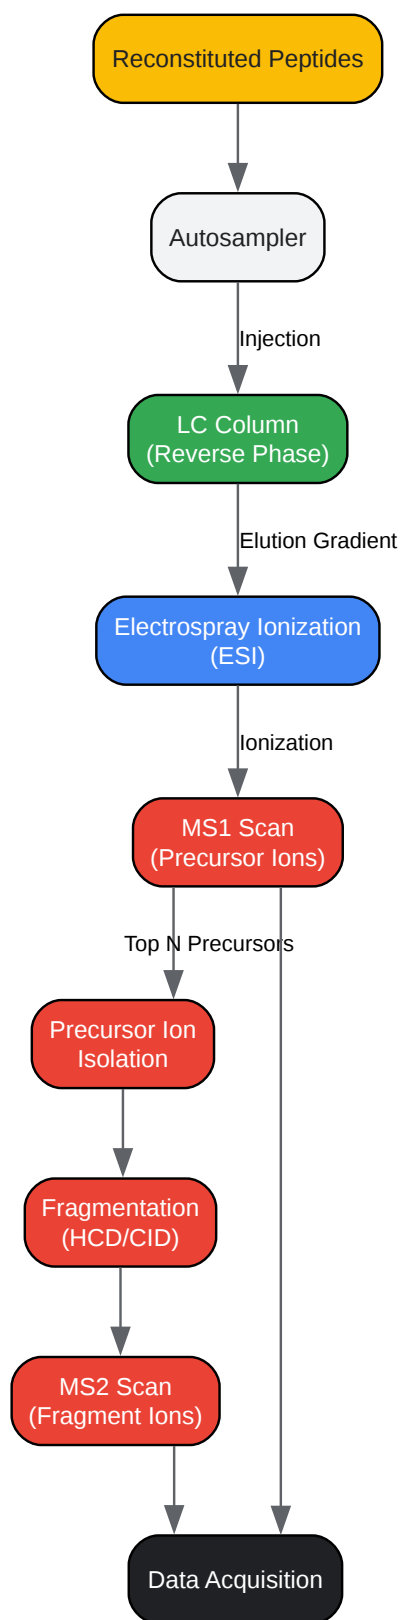 Reconstituted Peptides
Autosampler
Injection
LC Column
(Reverse Phase)
Elution Gradient
Electrospray Ionization
(ESI)
Ionization
MS1 Scan
(Precursor Ions)
Top N Precursors
Precursor Ion
Isolation
Fragmentation
(HCD/CID)
MS2 Scan
(Fragment Ions)
Data Acquisition